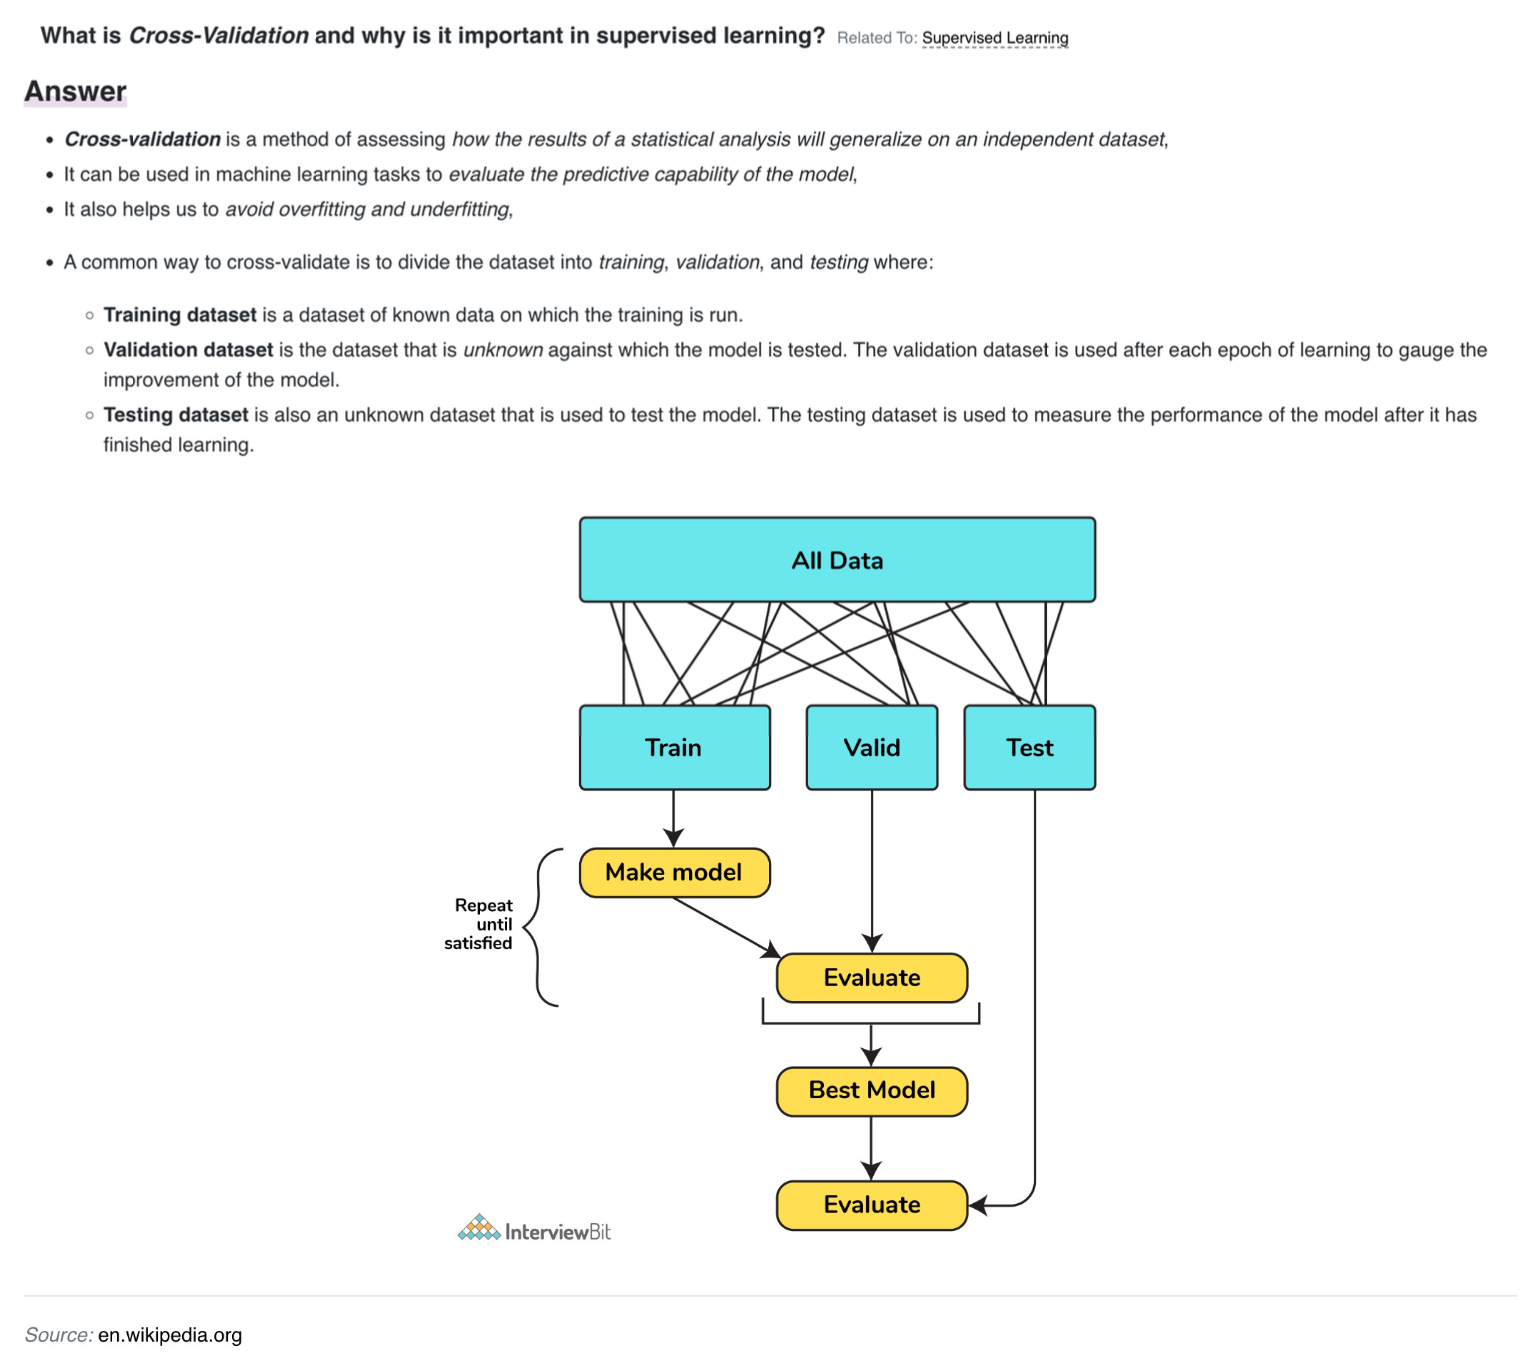 What is Cross-Validation and why is it important in supervised learning? Related To: Supervised Learning
Answer
• Cross-validation is a method of assessing how the results of a statistical analysis will generalize on an independent dataset,
• It can be used in machine learning tasks to evaluate the predictive capability of the model,
• It also helps us to avoid overfitting and underfitting,
• A common way to cross-validate is to divide the dataset into training, validation, and testing where:
◦ Training dataset is a dataset of known data on which the training is run.
◦ Validation dataset is the dataset that is unknown against which the model is tested. The validation dataset is used after each epoch of learning to gauge the
improvement of the model.
◦ Testing dataset is also an unknown dataset that is used to test the model. The testing dataset is used to measure the performance of the model after it has
finished learning.
All Data
Train
Valid
Test
Make model
Repeat
until
satisfied
Evaluate
Best Model
Evaluate
InterviewBit
Source: en.wikipedia.org